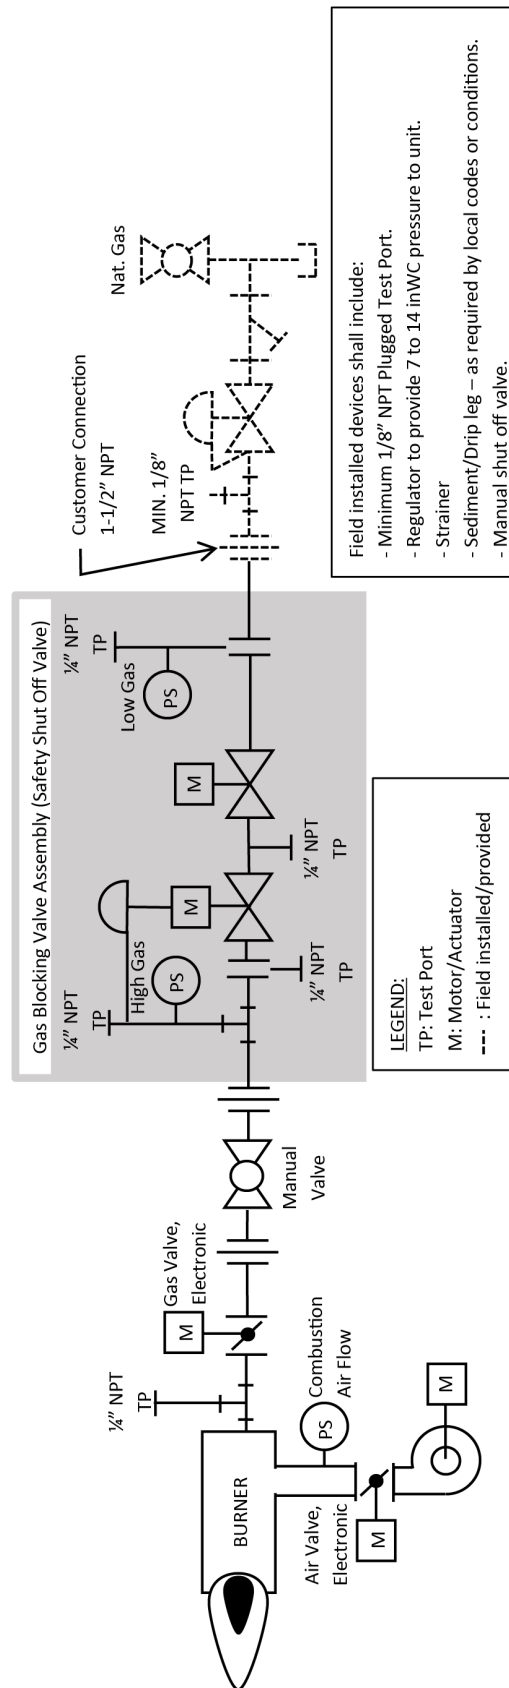 Gas Blocking Valve Assembly (Safety Shut Off Valve)
¼” NPT
TP
BURNER
Air Valve,
Electronic
M
M
PS
Combustion
Air Flow
M
Gas Valve,
Electronic
Manual
Valve
¼” NPT
TP
High Gas
PS
¼” NPT
TP
M
¼” NPT
TP
M
Low Gas
PS
¼” NPT
TP
Customer Connection
1-1/2” NPT
MIN. 1/8”
NPT TP
Nat. Gas
LEGEND:
TP: Test Port
M: Motor/Actuator
---: Field installed/provided
Field installed devices shall include:
- Minimum 1/8” NPT Plugged Test Port.
- Regulator to provide 7 to 14 inWC pressure to unit.
- Strainer
- Sediment/Drip leg – as required by local codes or conditions.
- Manual shut off valve.